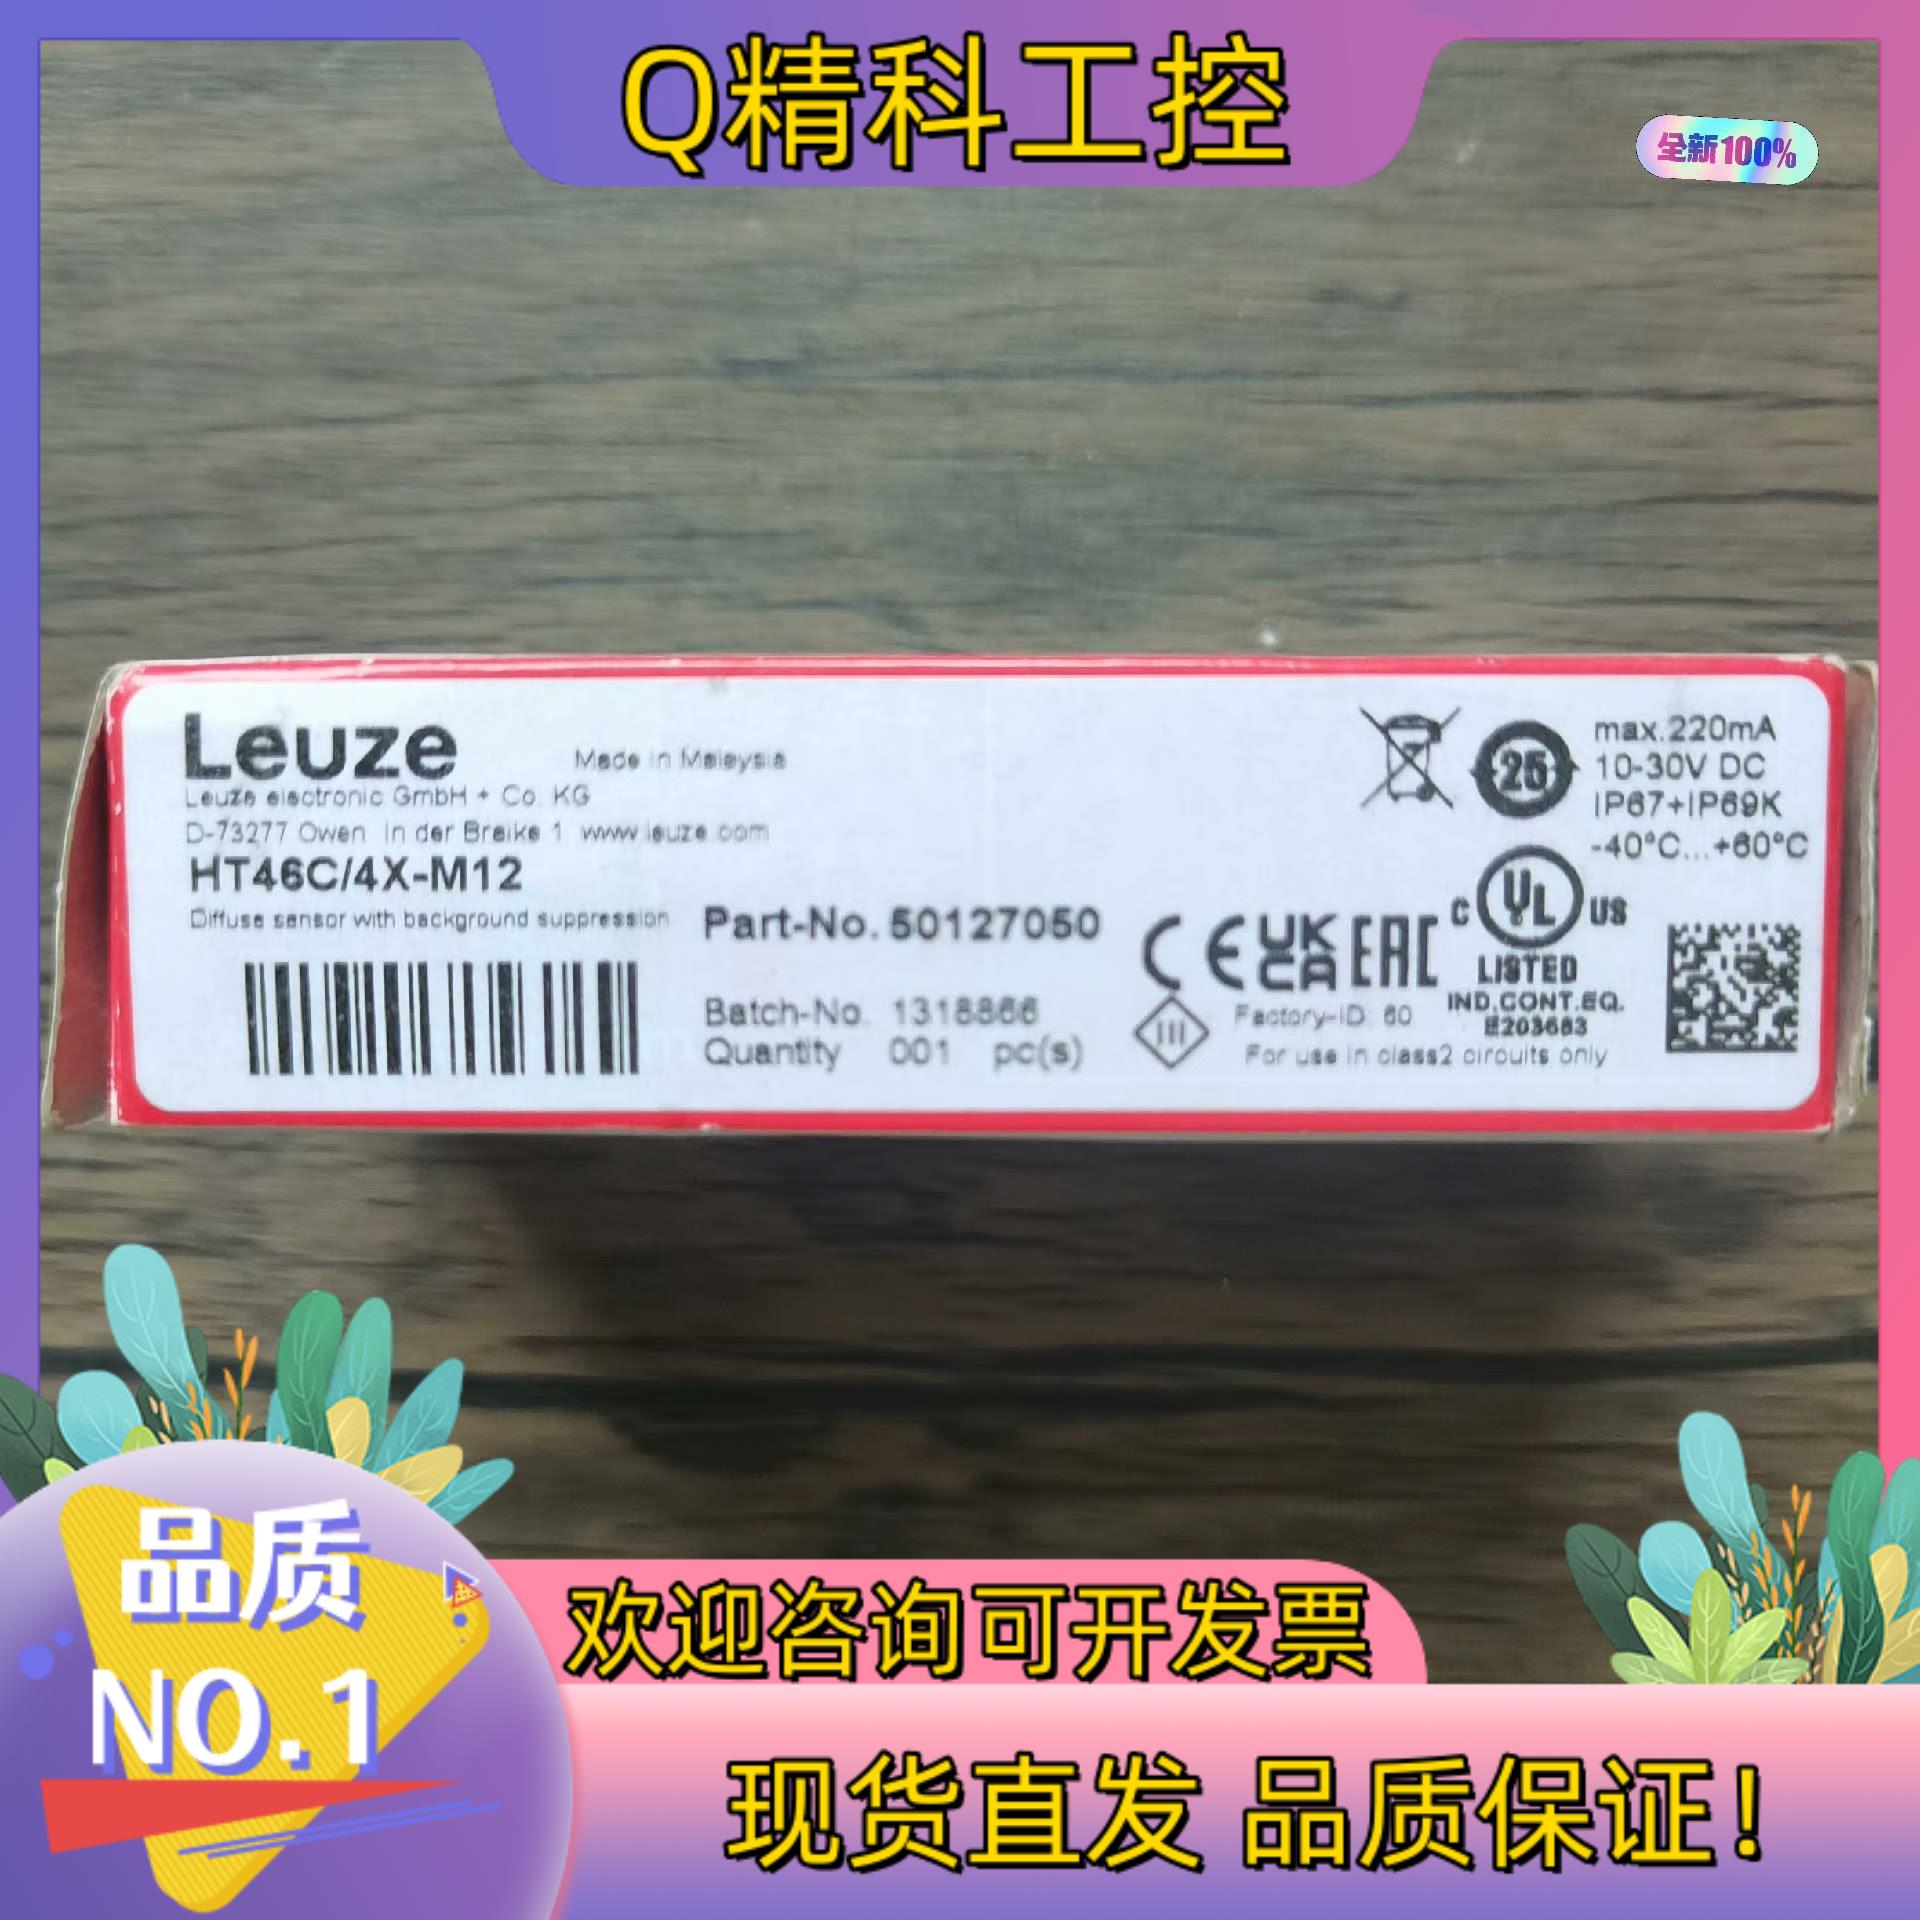 Q精科工控
全新100%
Leuze
Made in Malaysia
Leuze electronic GmbH + Co. KG
D-73277 Owen In der Braike 1 www.leuze.com
HT46C/4X-M12
Diffuse sensor with background suppression
Part-No. 50127050
Batch-No. 1318866
Quantity 001 pc(s)
25
max.220mA
10-30V DC
IP67+IP69K
-40°C...+60°C
C UL US
LISTED
IND.CONT.EQ.
E203683
CE UK CA EAC
III
Factory-ID: 60
For use in class2 circuits only
品质
NO.1
欢迎咨询可开发票
现货直发 品质保证!